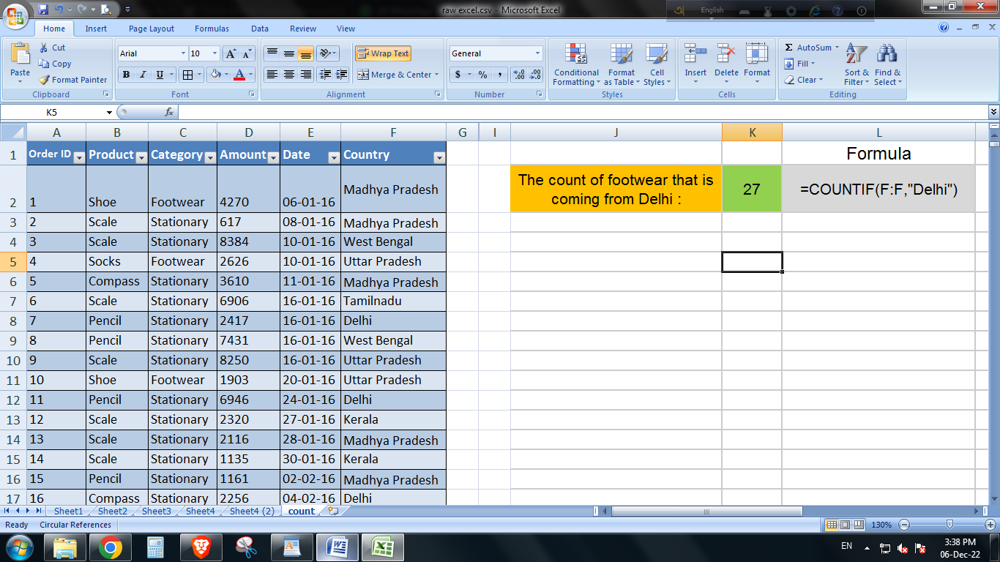 raw excel.csv - Microsoft Excel
English
Home Insert Page Layout Formulas Data Review View
Paste
Cut
Copy
Format Painter
Clipboard
Arial 10
B I U
Font
Wrap Text
Merge & Center
Alignment
General
$ % ,
Number
Conditional Formatting
Format as Table
Cell Styles
Styles
Insert Delete Format
Cells
AutoSum
Fill
Clear
Sort & Filter
Find & Select
Editing
K5 fx
A B C D E F G I J K L
1 Order ID Product Category Amount Date Country Formula
2 1 Shoe Footwear 4270 06-01-16 Madhya Pradesh The count of footwear that is
coming from Delhi : 27 =COUNTIF(F:F,"Delhi")
3 2 Scale Stationary 617 08-01-16 Madhya Pradesh
4 3 Scale Stationary 8384 10-01-16 West Bengal
5 4 Socks Footwear 2626 10-01-16 Uttar Pradesh
6 5 Compass Stationary 3610 11-01-16 Madhya Pradesh
7 6 Scale Stationary 6906 16-01-16 Tamilnadu
8 7 Pencil Stationary 2417 16-01-16 Delhi
9 8 Pencil Stationary 7431 16-01-16 West Bengal
10 9 Scale Stationary 8250 16-01-16 Uttar Pradesh
11 10 Shoe Footwear 1903 20-01-16 Uttar Pradesh
12 11 Pencil Stationary 6946 24-01-16 Delhi
13 12 Scale Stationary 2320 27-01-16 Kerala
14 13 Scale Stationary 2116 28-01-16 Madhya Pradesh
15 14 Scale Stationary 1135 30-01-16 Kerala
16 15 Pencil Stationary 1161 02-02-16 Madhya Pradesh
17 16 Compass Stationary 2256 04-02-16 Delhi
Sheet1 Sheet2 Sheet3 Sheet4 Sheet4 (2) count
Ready Circular References 130%
EN 3:38 PM
06-Dec-22